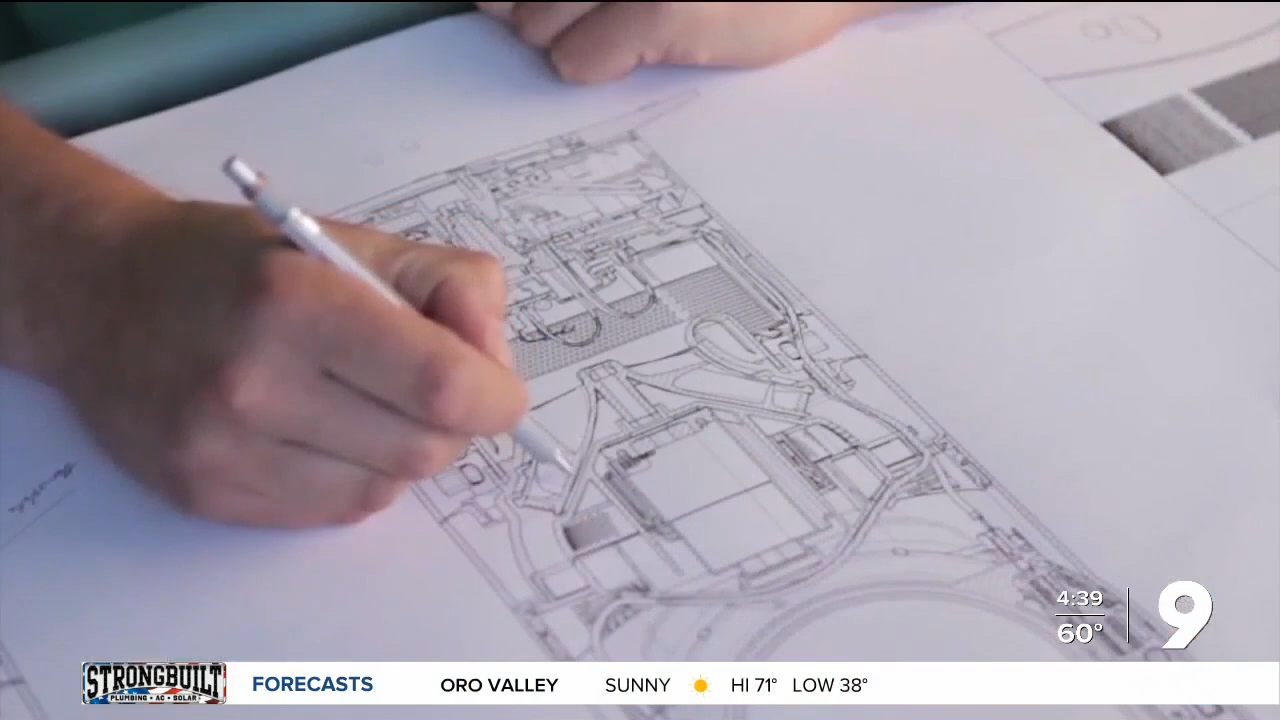 4:39
60°
9
STRONGBUILT
PLUMBING • AC • SOLAR
FORECASTS ORO VALLEY SUNNY HI 71° LOW 38°